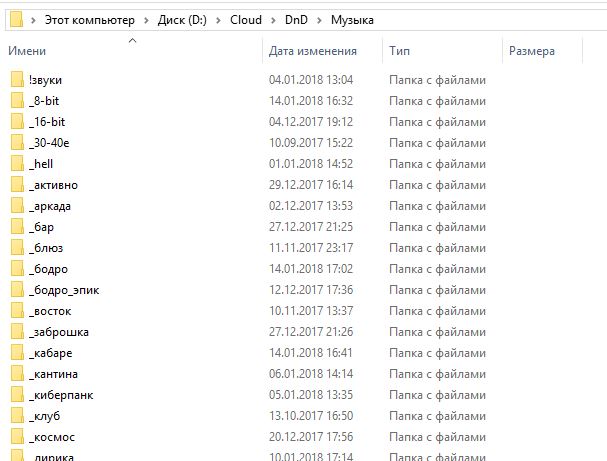 Этот компьютер > Диск (D:) > Cloud > DnD > Музыка
Имени Дата изменения Тип Размера
!звуки 04.01.2018 13:04 Папка с файлами
_8-bit 14.01.2018 16:32 Папка с файлами
_16-bit 04.12.2017 19:12 Папка с файлами
_30-40е 10.09.2017 15:22 Папка с файлами
_hell 01.01.2018 14:52 Папка с файлами
_активно 29.12.2017 16:14 Папка с файлами
_аркада 02.12.2017 13:53 Папка с файлами
_бар 27.12.2017 21:25 Папка с файлами
_блюз 11.11.2017 23:17 Папка с файлами
_бодро 14.01.2018 17:02 Папка с файлами
_бодро_эпик 12.12.2017 17:36 Папка с файлами
_восток 10.11.2017 13:37 Папка с файлами
_заброшка 27.12.2017 21:26 Папка с файлами
_кабаре 14.01.2018 16:41 Папка с файлами
_кантина 06.01.2018 14:14 Папка с файлами
_киберпанк 05.01.2018 13:35 Папка с файлами
_клуб 13.10.2017 16:50 Папка с файлами
_космос 20.12.2017 17:56 Папка с файлами
_лирика 10.01.2018 17:14 Папка с файлами